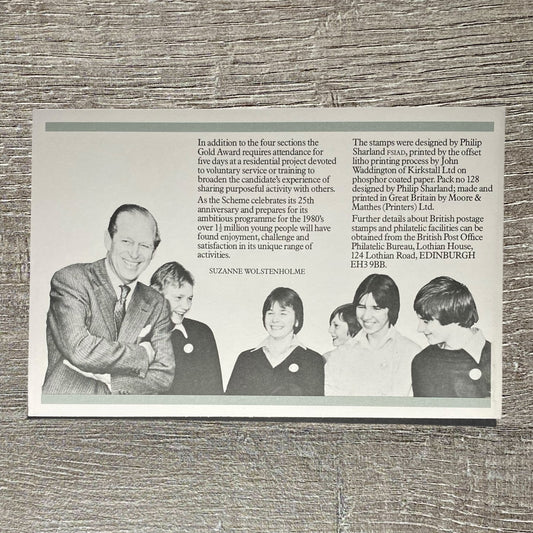 In addition to the four sections the
Gold Award requires attendance for
five days at a residential project devoted
to voluntary service or training to
broaden the candidate's experience of
sharing purposeful activity with others.
As the Scheme celebrates its 25th
anniversary and prepares for its
ambitious programme for the 1980's
over 1½ million young people will have
found enjoyment, challenge and
satisfaction in its unique range of
activities.
SUZANNE WOLSTENHOLME
The stamps were designed by Philip
Sharland FSIAD, printed by the offset
litho printing process by John
Waddington of Kirkstall Ltd on
phosphor coated paper. Pack no 128
designed by Philip Sharland; made and
printed in Great Britain by Moore &
Matthes (Printers) Ltd.
Further details about British postage
stamps and philatelic facilities can be
obtained from the British Post Office
Philatelic Bureau, Lothian House,
124 Lothian Road, EDINBURGH
EH3 9BB.